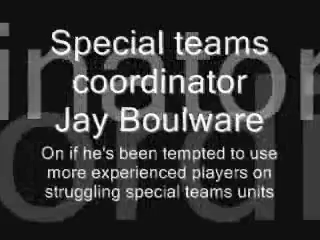 Special teams
coordinator
Jay Boulware
On if he's been tempted to use
more experienced players on
struggling special teams units